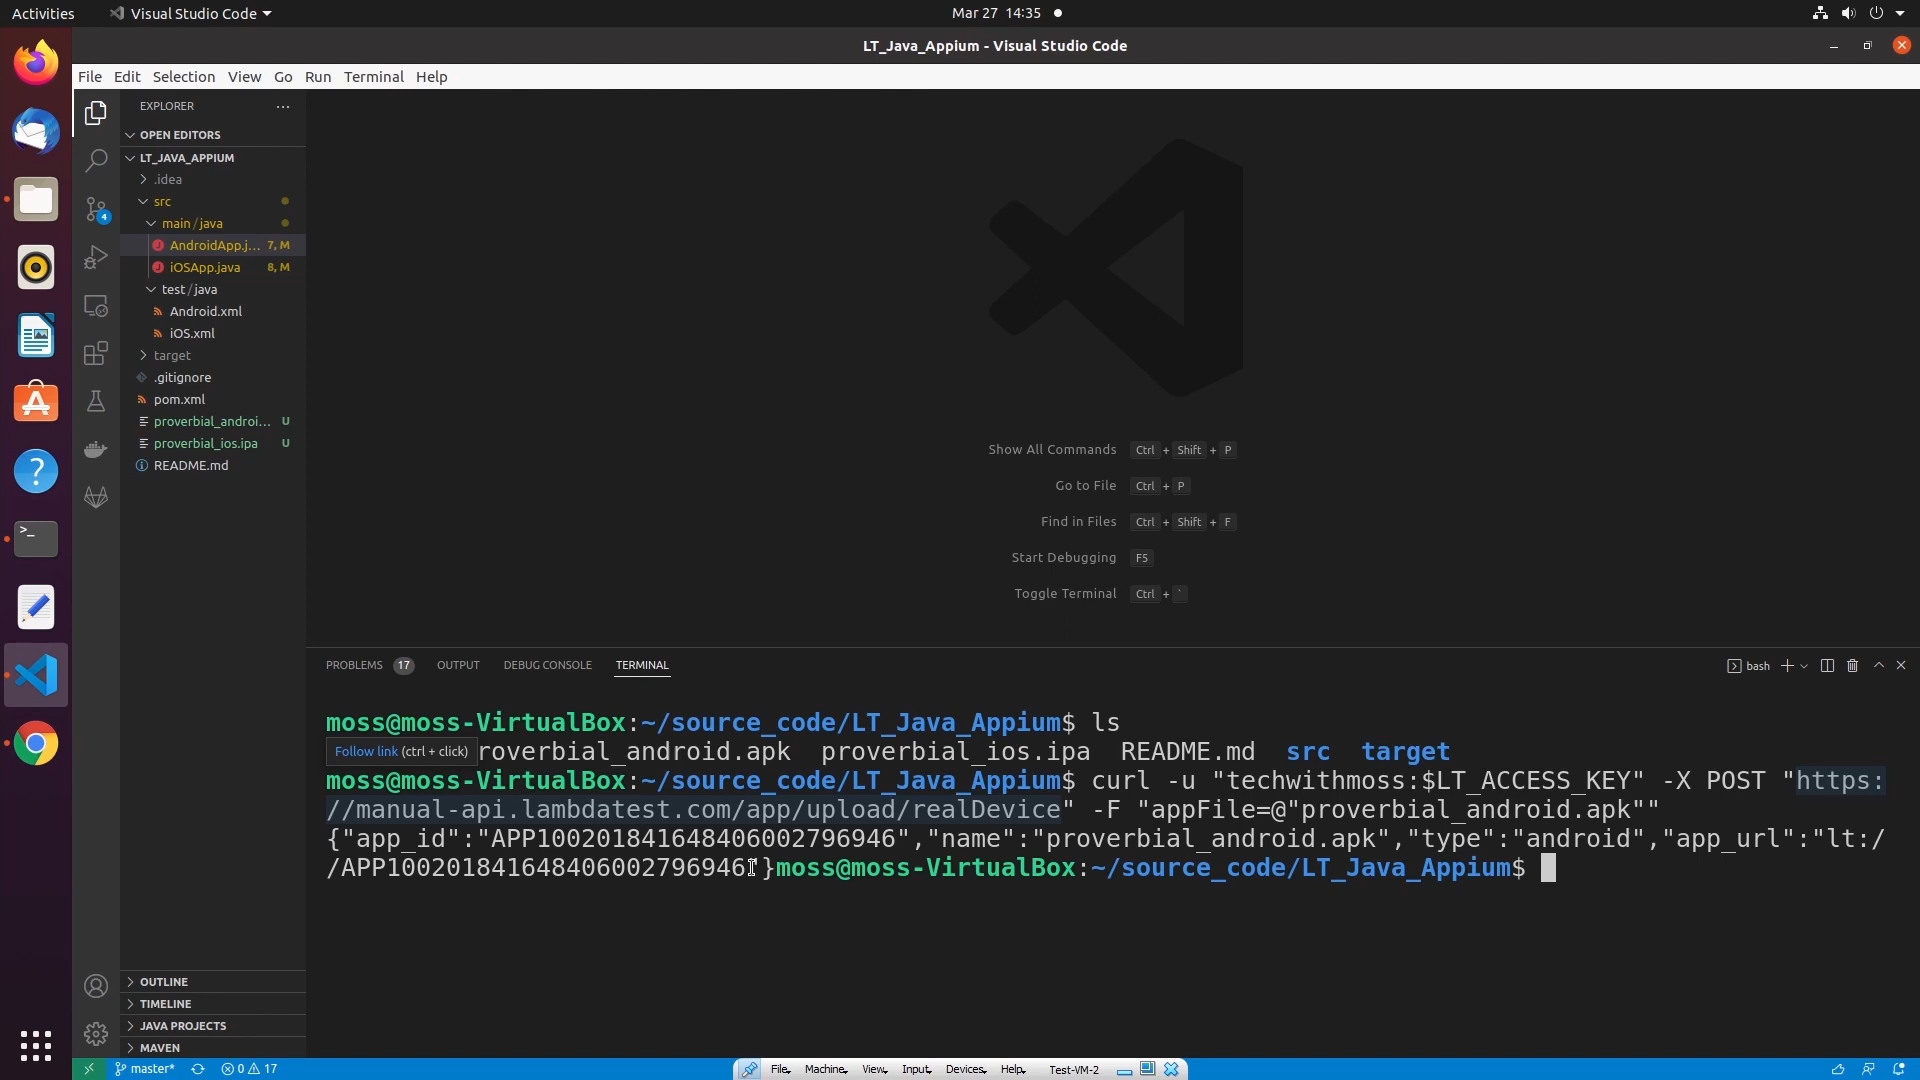 Activities
Visual Studio Code
Mar 27 14:35
LT_Java_Appium - Visual Studio Code
File Edit Selection View Go Run Terminal Help
EXPLORER
OPEN EDITORS
LT_JAVA_APPIUM
.idea
src
main / java
AndroidApp.j... 7, M
iOSApp.java 8, M
test / java
Android.xml
iOS.xml
target
.gitignore
pom.xml
proverbial_androi... U
proverbial_ios.ipa U
README.md
4
OUTLINE
TIMELINE
JAVA PROJECTS
MAVEN
Show All Commands Ctrl + Shift + P
Go to File Ctrl + P
Find in Files Ctrl + Shift + F
Start Debugging F5
Toggle Terminal Ctrl + `
PROBLEMS 17 OUTPUT DEBUG CONSOLE TERMINAL
bash
moss@moss-VirtualBox:~/source_code/LT_Java_Appium$ ls
Follow link (ctrl + click) roverbial_android.apk proverbial_ios.ipa README.md src target
moss@moss-VirtualBox:~/source_code/LT_Java_Appium$ curl -u "techwithmoss:$LT_ACCESS_KEY" -X POST "https:
//manual-api.lambdatest.com/app/upload/realDevice" -F "appFile=@"proverbial_android.apk""
{"app_id":"APP10020184164840600279694​6","name":"proverbial_android.apk","type":"android","app_url":"lt:/
/APP100201841648406002796946"}moss@moss-VirtualBox:~/source_code/LT_Java_Appium$
master* 0 17
File Machine View Input Devices Help Test-VM-2